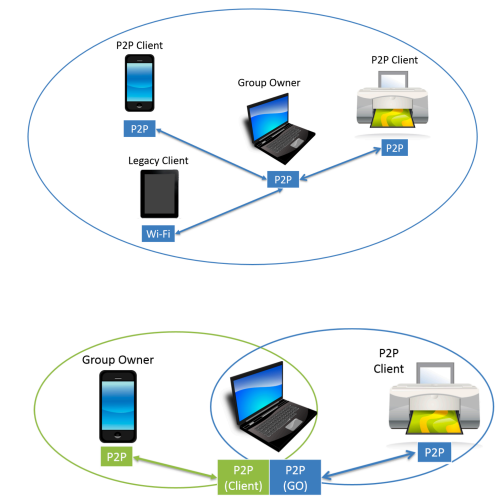 P2P Client
P2P Client
Group Owner
P2P
P2P
Legacy Client
P2P
Wi-Fi
Group Owner
P2P
Client
P2P
P2P
P2P
(Client)
P2P
(GO)